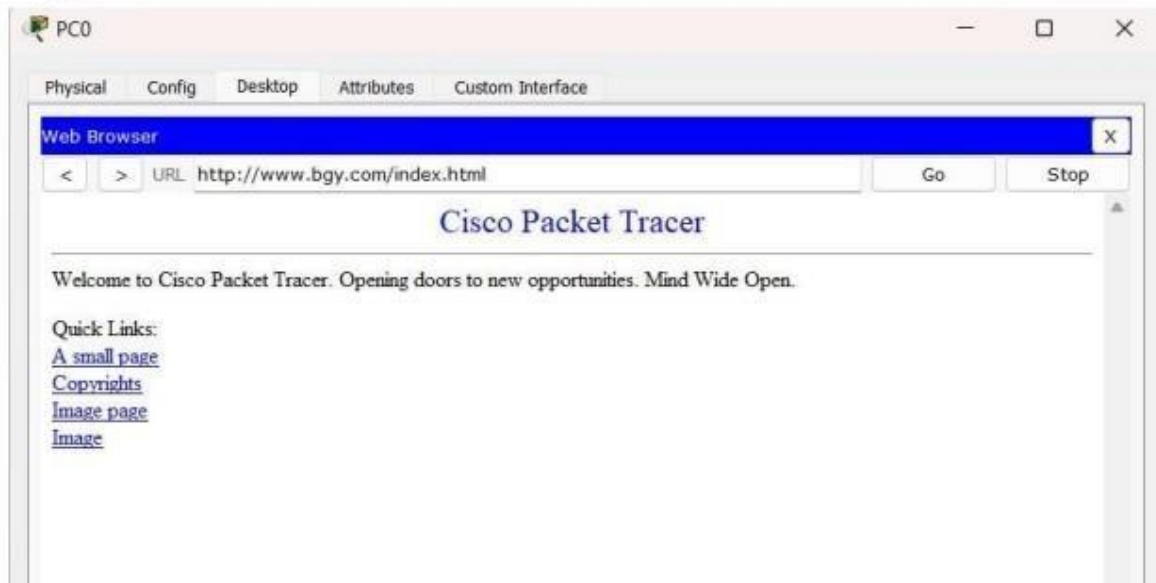 PC0
Physical Config Desktop Attributes Custom Interface
Web Browser X
< > URL http://www.bgy.com/index.html Go Stop
Cisco Packet Tracer
Welcome to Cisco Packet Tracer. Opening doors to new opportunities. Mind Wide Open.
Quick Links:
A small page
Copyrights
Image page
Image